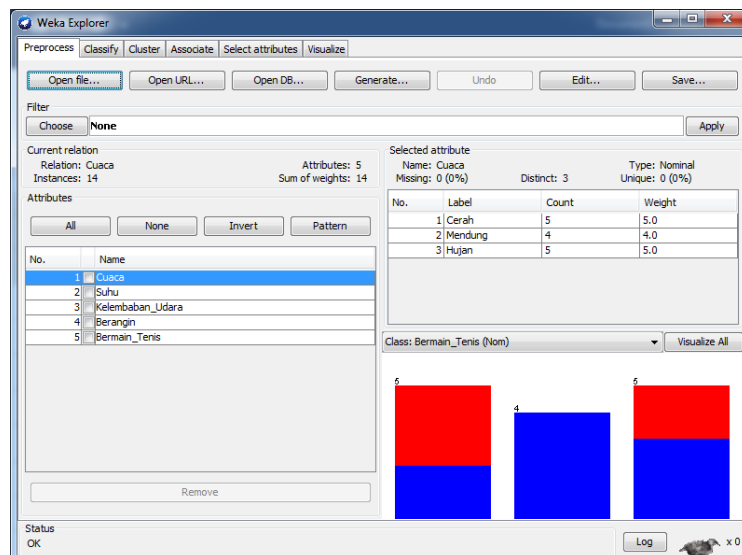 Weka Explorer
Preprocess Classify Cluster Associate Select attributes Visualize
Open file... Open URL... Open DB... Generate... Undo Edit... Save...
Filter
Choose None Apply
Current relation
Relation: Cuaca Attributes: 5
Instances: 14 Sum of weights: 14
Attributes
All None Invert Pattern
No. Name
1 Cuaca
2 Suhu
3 Kelembaban_Udara
4 Berangin
5 Bermain_Tenis
Remove
Selected attribute
Name: Cuaca Type: Nominal
Missing: 0 (0%) Distinct: 3 Unique: 0 (0%)
No. Label Count Weight
1 Cerah 5 5.0
2 Mendung 4 4.0
3 Hujan 5 5.0
Class: Bermain_Tenis (Nom) Visualize All
5 4 5
Status
OK Log x 0